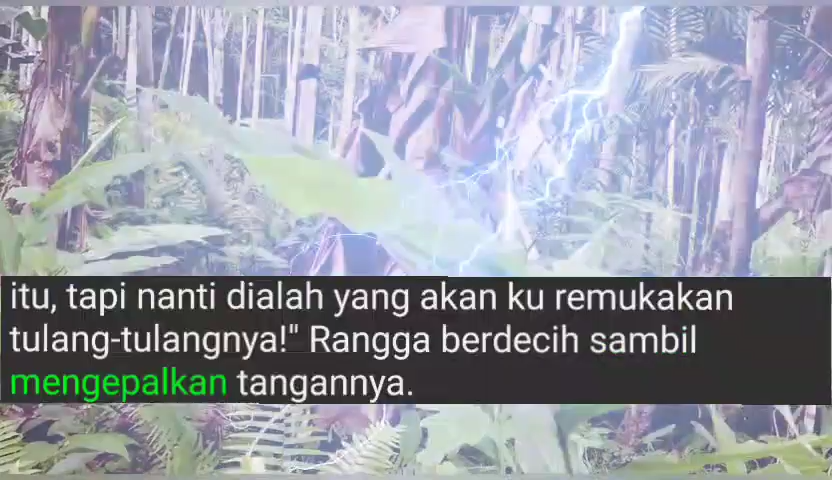 itu, tapi nanti dialah yang akan ku remukakan
tulang-tulangnya!" Rangga berdecih sambil
mengepalkan tangannya.